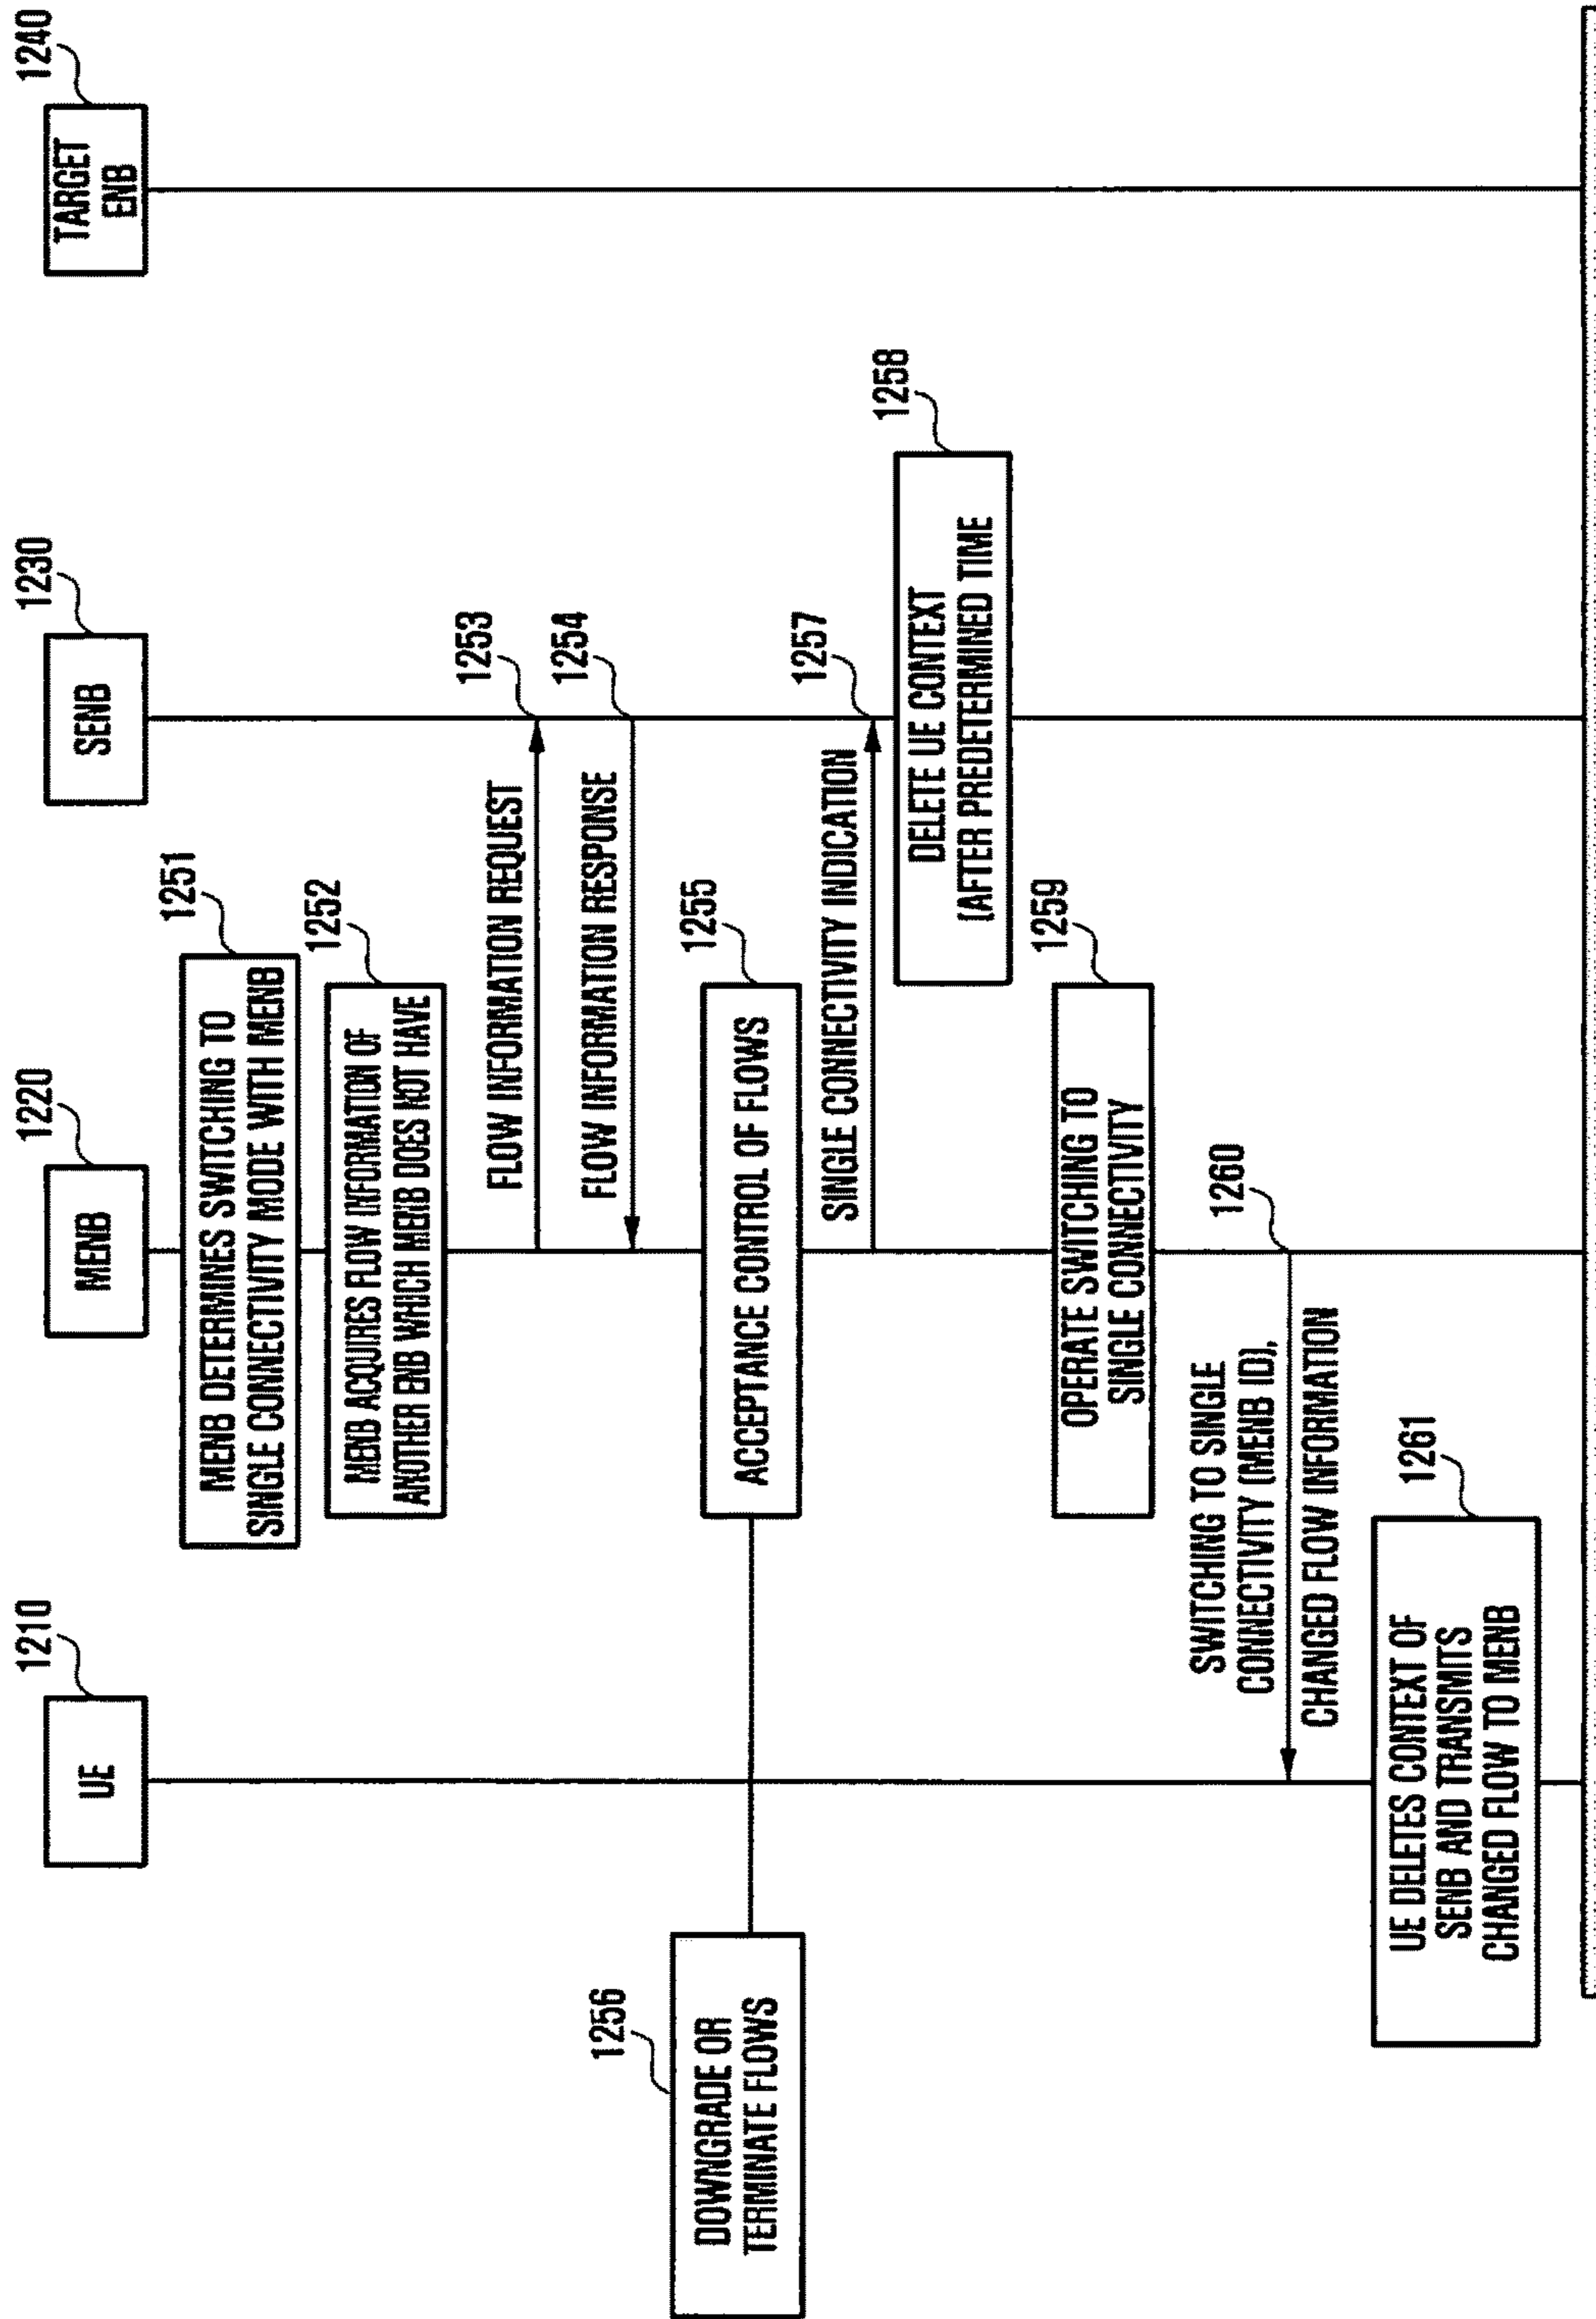 1210
UE
1220
MENB
1230
SENB
1240
TARGET
ENB
1251
MENB DETERMINES SWITCHING TO
SINGLE CONNECTIVITY MODE WITH MENB
1252
MENB ACQUIRES FLOW INFORMATION OF
ANOTHER ENB WHICH MENB DOES NOT HAVE
FLOW INFORMATION REQUEST
1253
FLOW INFORMATION RESPONSE
1254
1255
ACCEPTANCE CONTROL OF FLOWS
1256
DOWNGRADE OR
TERMINATE FLOWS
SINGLE CONNECTIVITY INDICATION
1257
1258
DELETE UE CONTEXT
(AFTER PREDETERMINED TIME
1259
OPERATE SWITCHING TO
SINGLE CONNECTIVITY
1260
SWITCHING TO SINGLE
CONNECTIVITY (MENB ID),
CHANGED FLOW INFORMATION
1261
UE DELETES CONTEXT OF
SENB AND TRANSMITS
CHANGED FLOW TO MENB